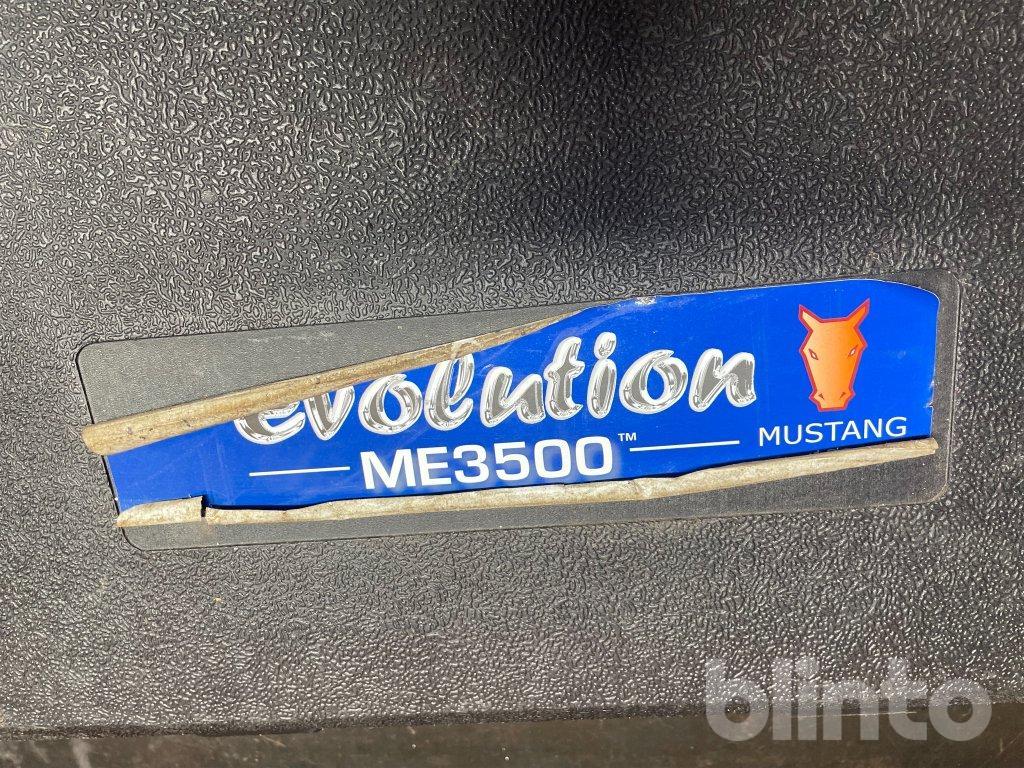 evolution
ME3500™
MUSTANG
blinto